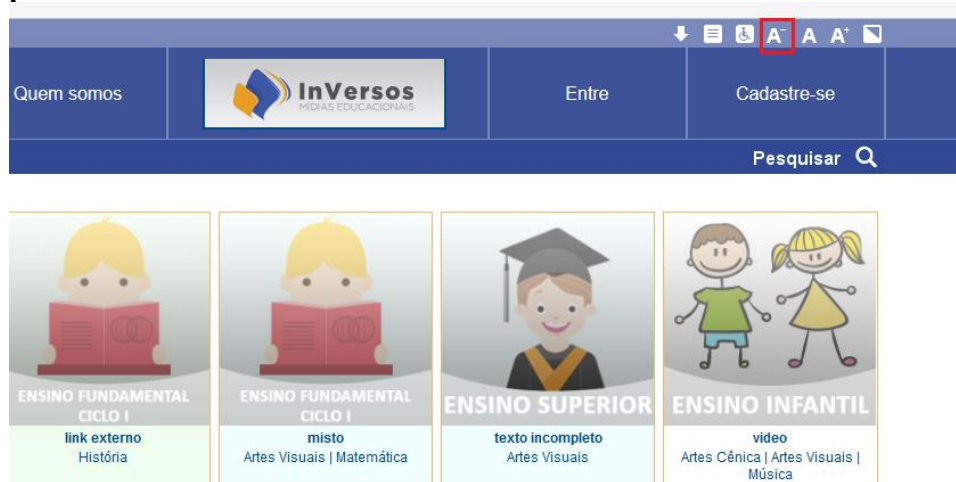 A- A A+
Quem somos
InVersos
MÍDIAS EDUCACIONAIS
Entre
Cadastre-se
Pesquisar
ENSINO FUNDAMENTAL
CICLO I
link externo
História
ENSINO FUNDAMENTAL
CICLO I
misto
Artes Visuais | Matemática
ENSINO SUPERIOR
texto incompleto
Artes Visuais
ENSINO INFANTIL
video
Artes Cênica | Artes Visuais |
Música